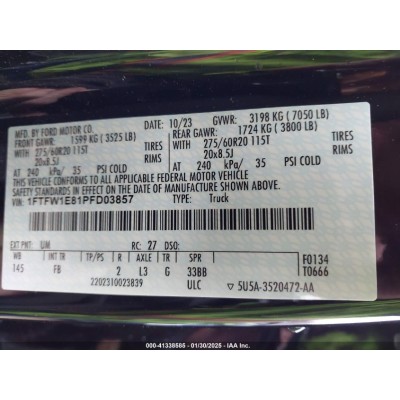 MFD. BY FORD MOTOR CO.
10/23 GVWR: 3198 KG (7050 LB)
FRONT GAWR: 1599 KG (3525 LB)
REAR GAWR: 1724 KG (3800 LB)
WITH 275/60R20 115T TIRES
20x8.5J RIMS
AT 240 kPa/ 35 PSI COLD
WITH 275/60R20 115T TIRES
20x8.5J RIMS
AT 240 kPa/ 35 PSI COLD
THIS VEHICLE CONFORMS TO ALL APPLICABLE FEDERAL MOTOR VEHICLE
SAFETY STANDARDS IN EFFECT ON THE DATE OF MANUFACTURE SHOWN ABOVE.
VIN: 1FTFW1E81PFD03857 TYPE: Truck
EXT PNT: UM RC: 27 DSO:
WB INT TR TP/PS R AXLE TR SPR
145 FB 2 L3 G 33BB
F0134
T0666
2202310023839 ULC 5U5A-3520472-AA
000-41338585 - 01/30/2025 - IAA Inc.